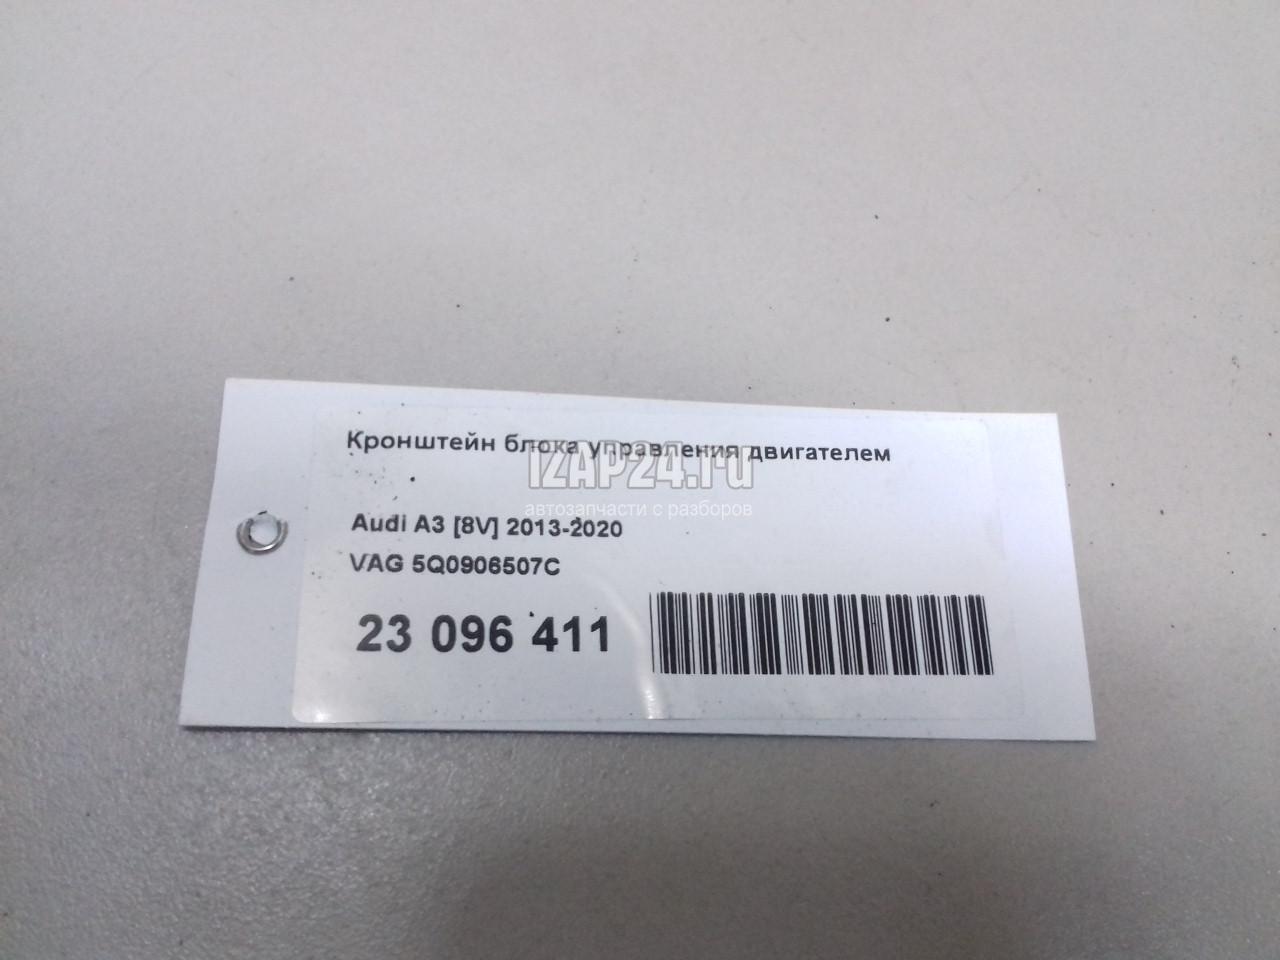 Кронштейн блока управления двигателем
IZAP24.ru
автозапчасти с разборов
Audi A3 [8V] 2013-2020
VAG 5Q0906507C
23 096 411